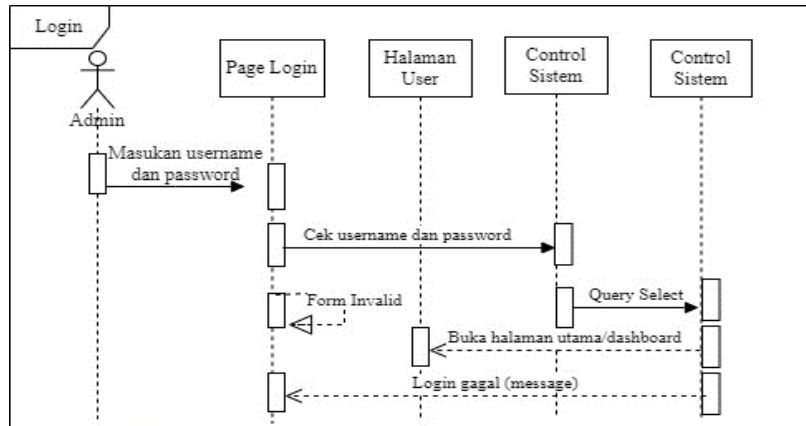 Login
Admin
Page Login
Halaman
User
Control
Sistem
Control
Sistem
Masukan username
dan password
Cek username dan password
Query Select
Form Invalid
Buka halaman utama/dashboard
Login gagal (message)